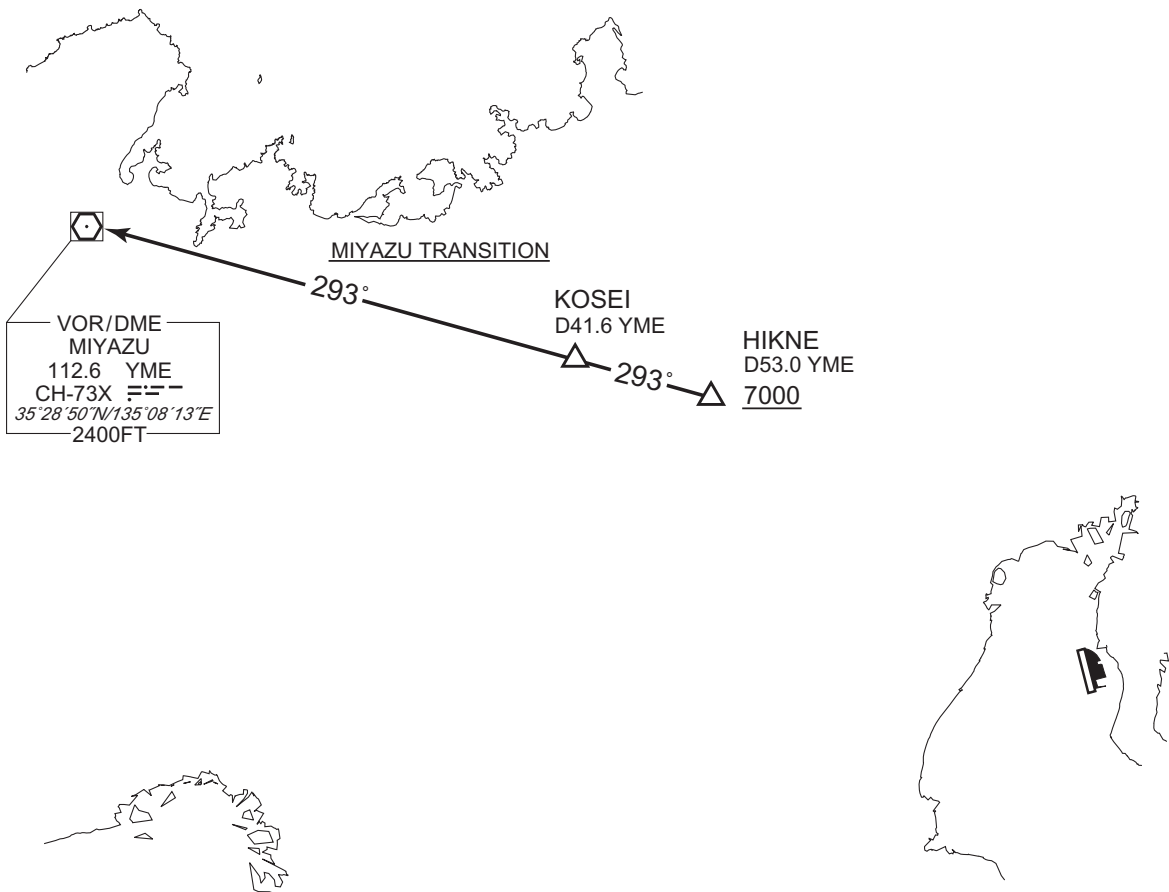 MIYAZU TRANSITION
293°
KOSEI
D41.6 YME
293°
HIKNE
D53.0 YME
7000
VOR/DME
MIYAZU
112.6 YME
CH-73X
35°28´50˝N/135°08´13˝E
2400FT